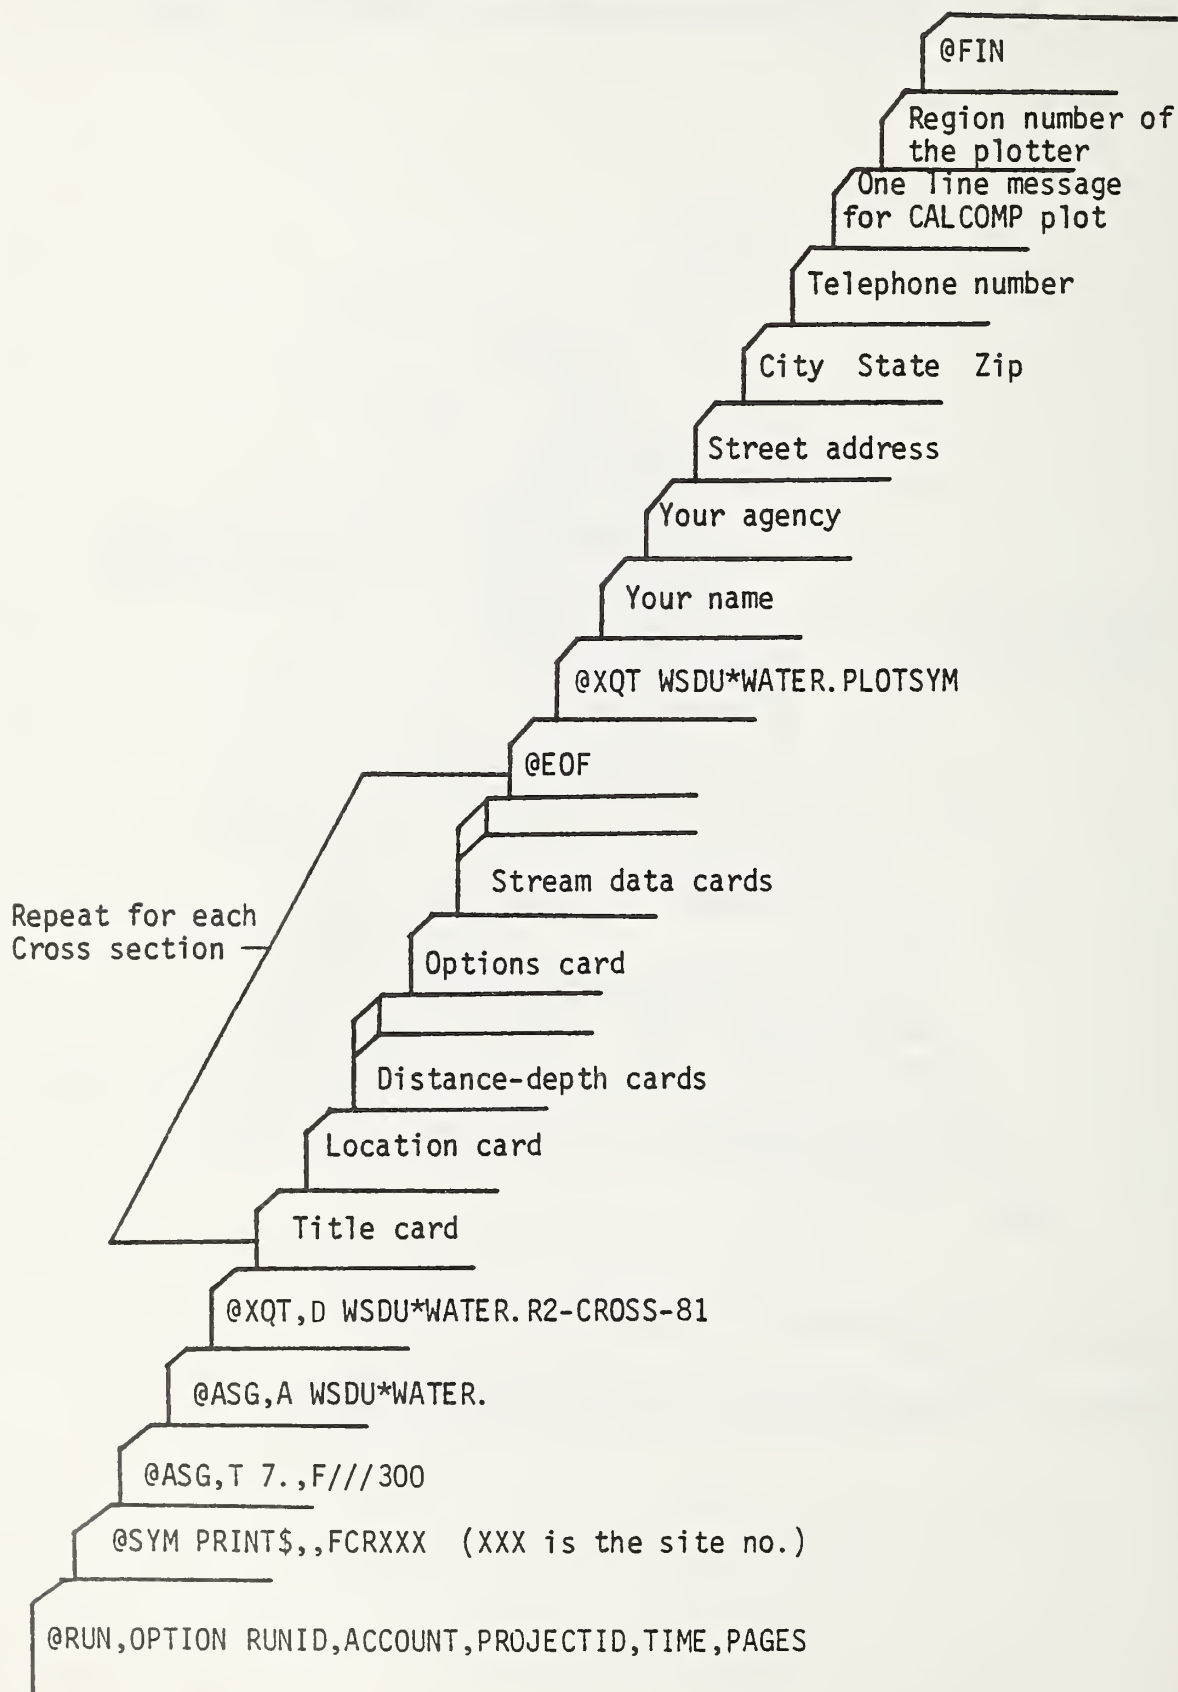 @FIN
Region number of
the plotter
One line message
for CALCOMP plot
Telephone number
City State Zip
Street address
Your agency
Your name
@XQT WSDU*WATER.PLOTSYM
@EOF
Stream data cards
Repeat for each
Cross section
Options card
Distance-depth cards
Location card
Title card
@XQT,D WSDU*WATER.R2-CROSS-81
@ASG,A WSDU*WATER.
@ASG,T 7.,F///300
@SYM PRINT$,,FCRXXX (XXX is the site no.)
@RUN,OPTION RUNID,ACCOUNT,PROJECTID,TIME,PAGES